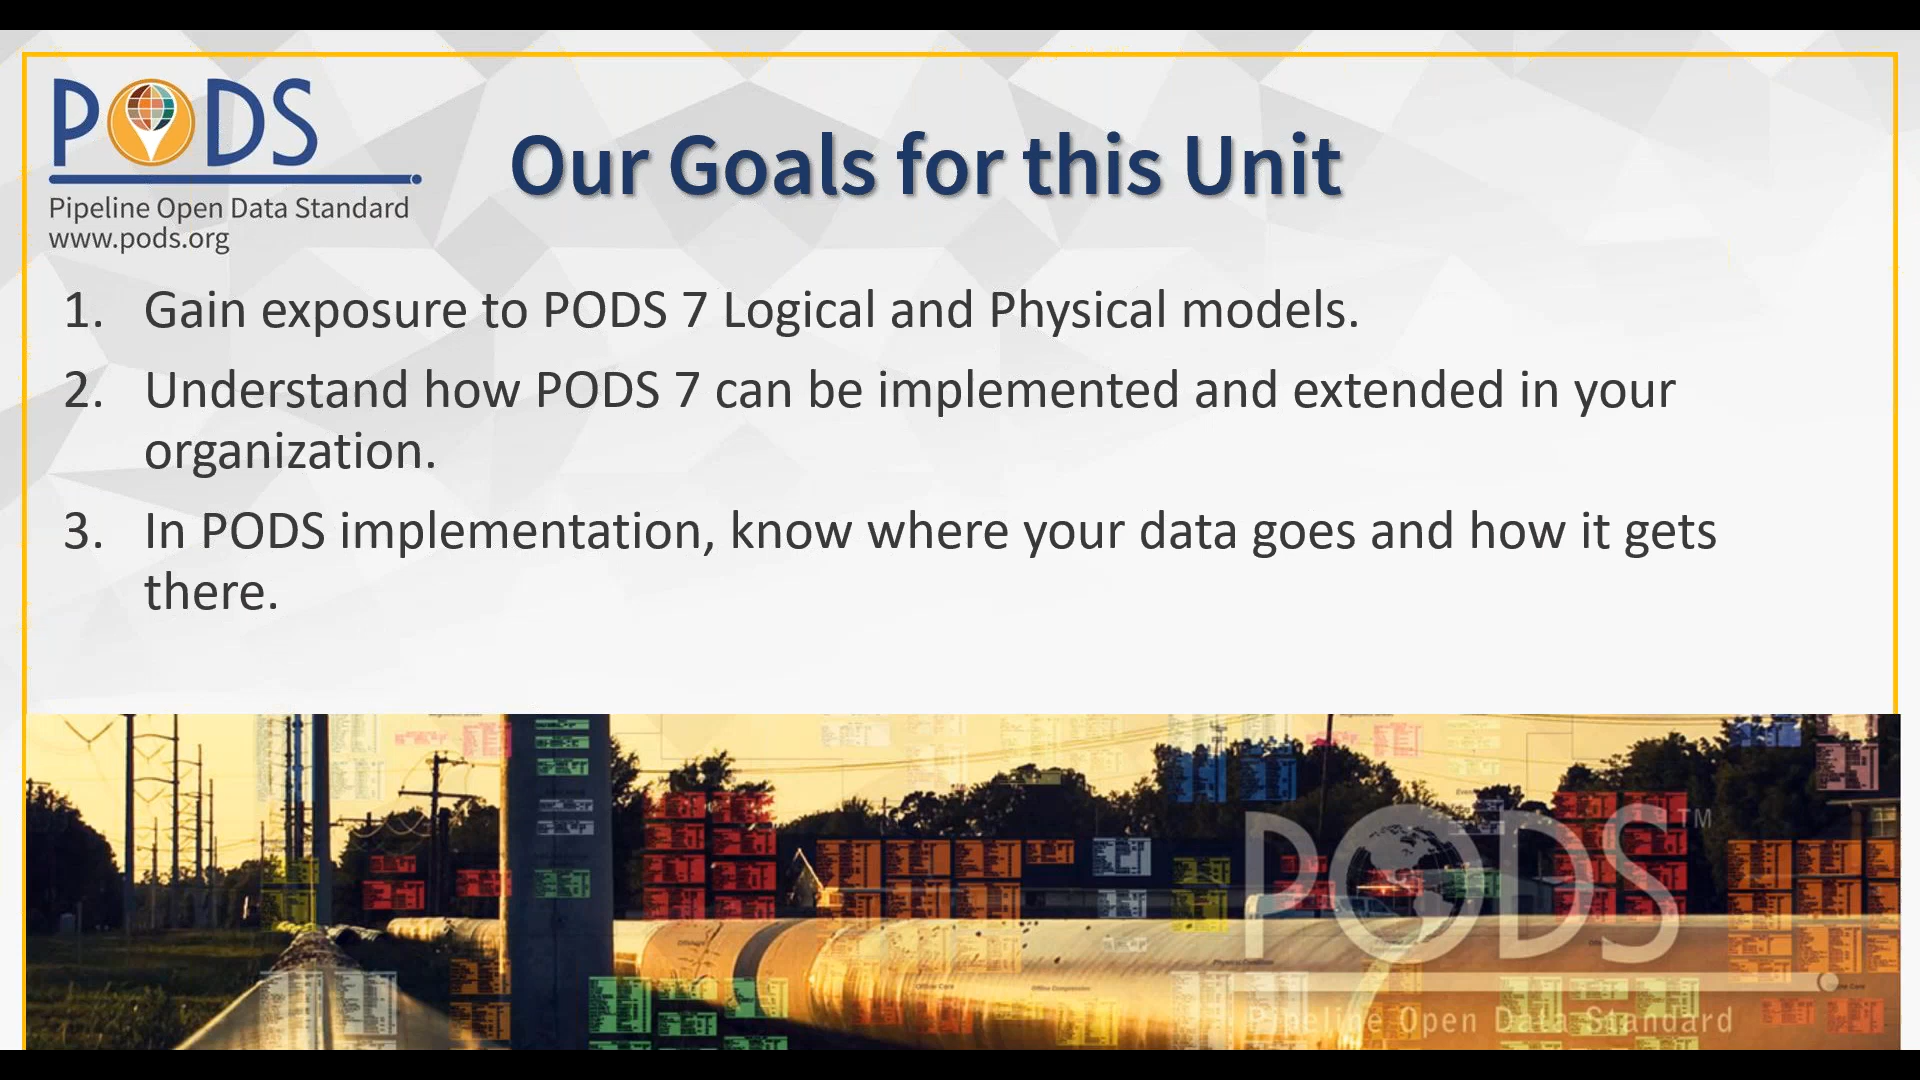 PODS
Pipeline Open Data Standard
www.pods.org
Our Goals for this Unit
1. Gain exposure to PODS 7 Logical and Physical models.
2. Understand how PODS 7 can be implemented and extended in your
organization.
3. In PODS implementation, know where your data goes and how it gets
there.
PODS™
Pipeline Open Data Standard